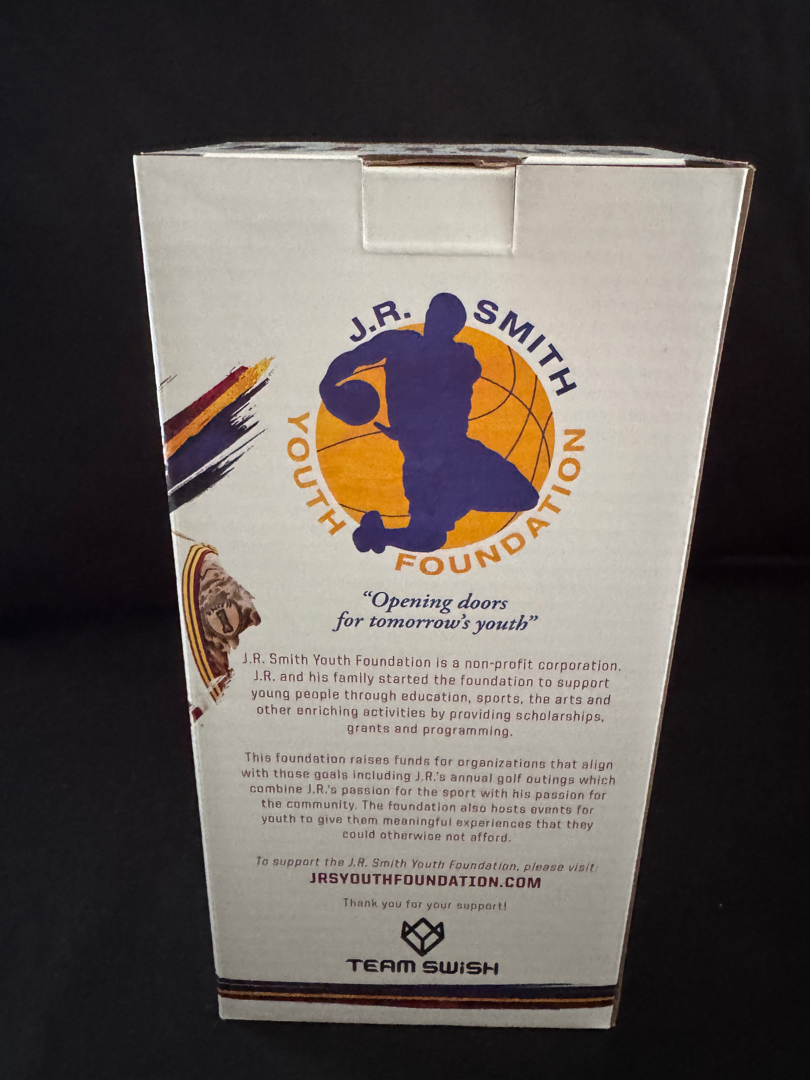 J.R. SMITH
YOUTH FOUNDATION
“Opening doors
for tomorrow’s youth”
J.R. Smith Youth Foundation is a non-profit corporation.
J.R. and his family started the foundation to support
young people through education, sports, the arts and
other enriching activities by providing scholarships,
grants and programming.
This foundation raises funds for organizations that align
with those goals including J.R.'s annual golf outings which
combine J.R.'s passion for the sport with his passion for
the community. The foundation also hosts events for
youth to give them meaningful experiences that they
could otherwise not afford.
To support the J.R. Smith Youth Foundation, please visit:
JRSYOUTHFOUNDATION.COM
Thank you for your support!
TEAM SWiSH